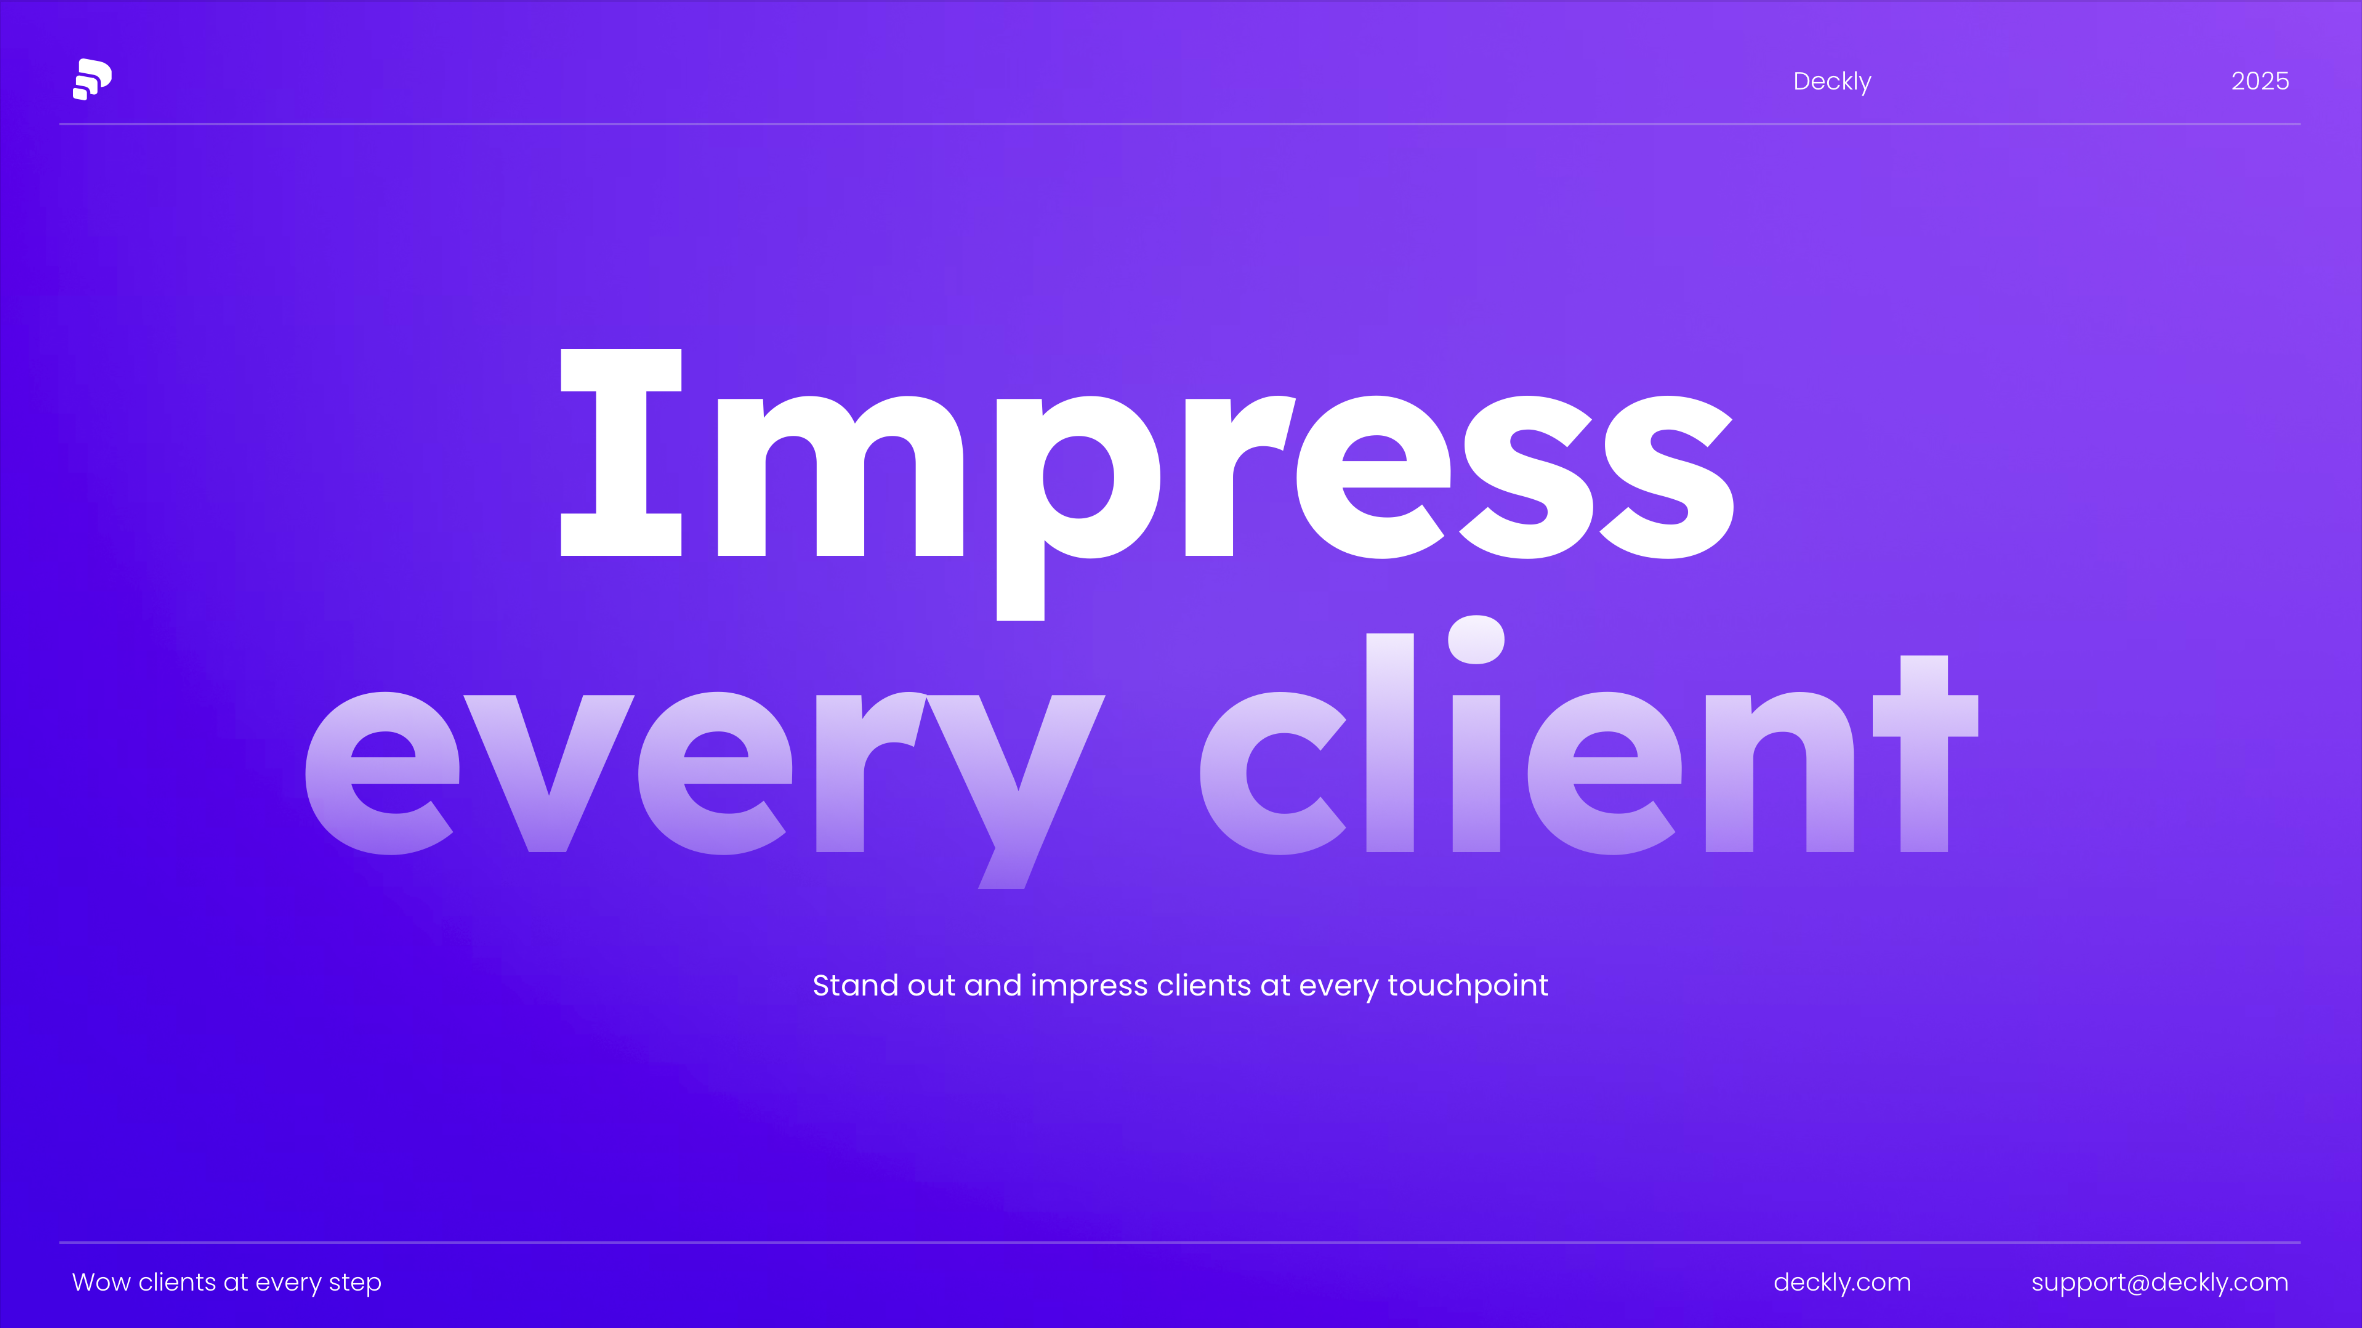 Deckly
2025
Impress
every client
Stand out and impress clients at every touchpoint
Wow clients at every step
deckly.com
support@deckly.com